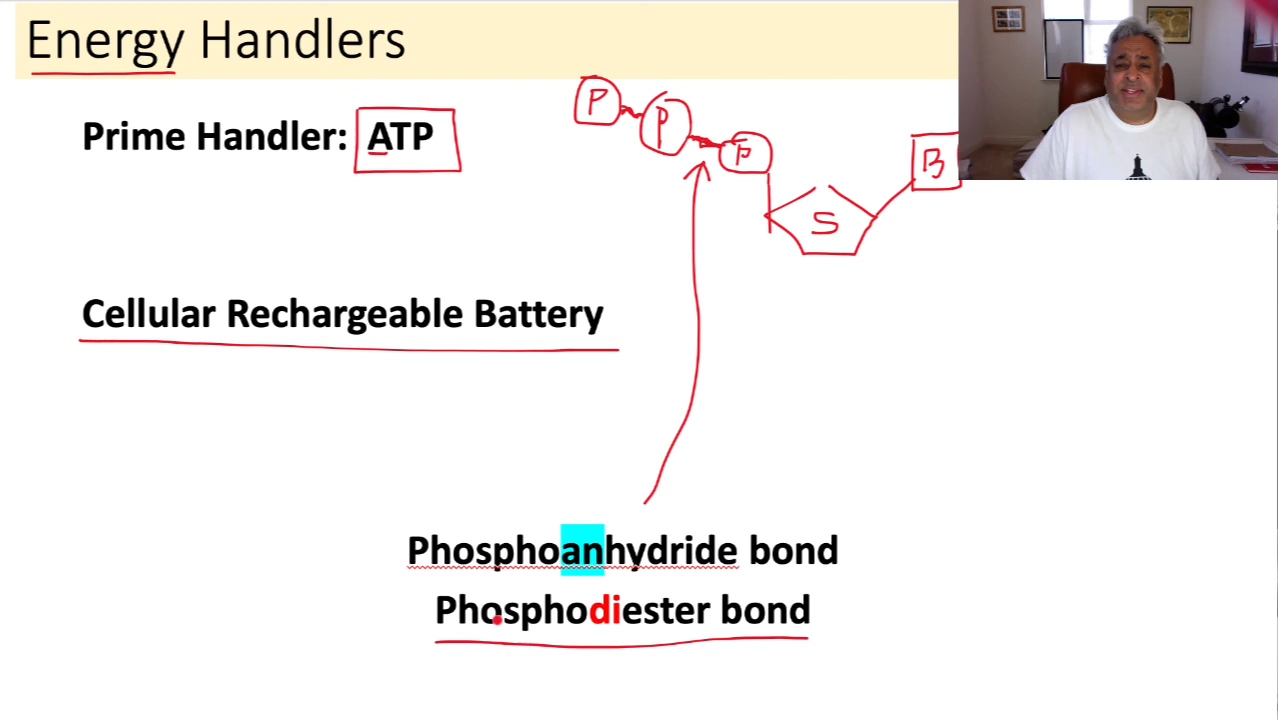 Energy Handlers
Prime Handler: ATP
P
P
P
S
B
Cellular Rechargeable Battery
Phosphoanhydride bond
Phosphodiester bond